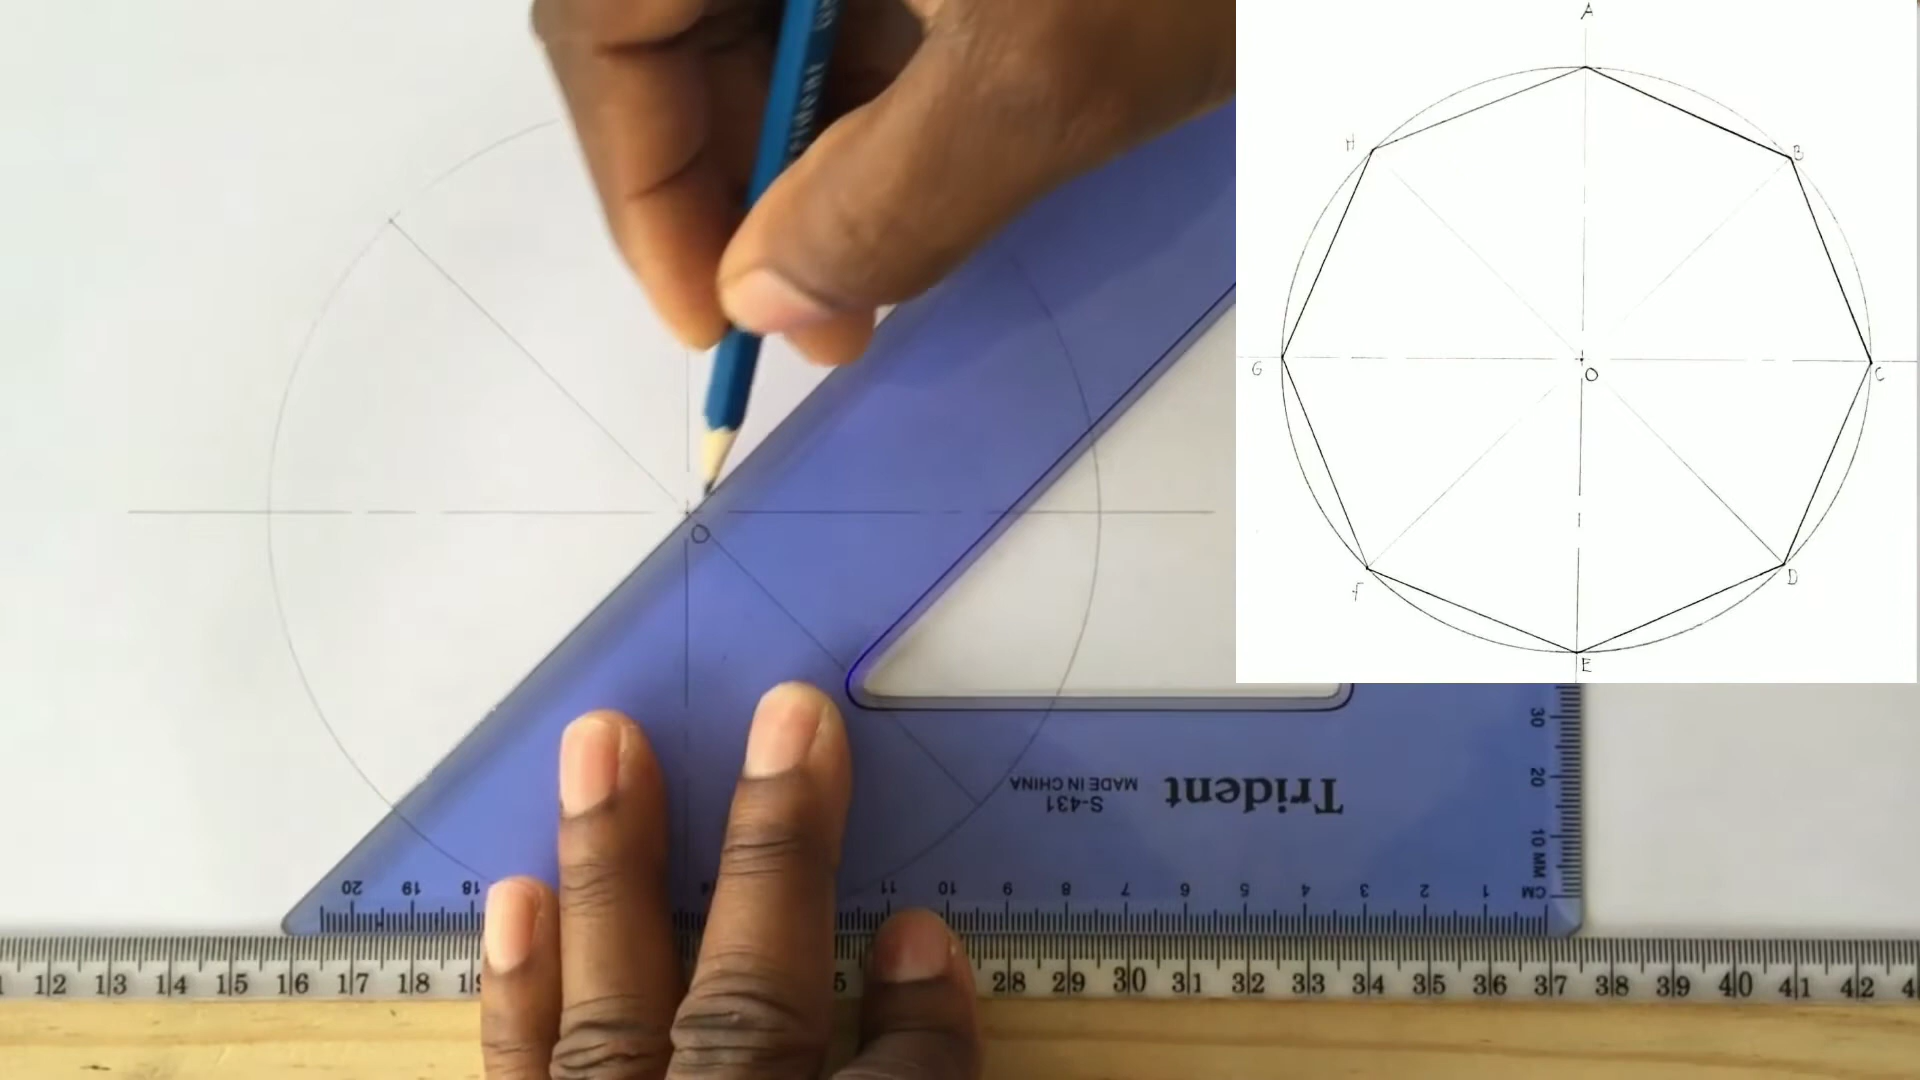 A
H
B
G
O
C
F
D
E
O
Trident
S-431
MADE IN CHINA
30
20
10 MM
20 19 18 11 10 9 8 7 6 5 4 3 2 1 CM
12 13 14 15 16 17 18 28 29 30 31 32 33 34 35 36 37 38 39 40 41 42